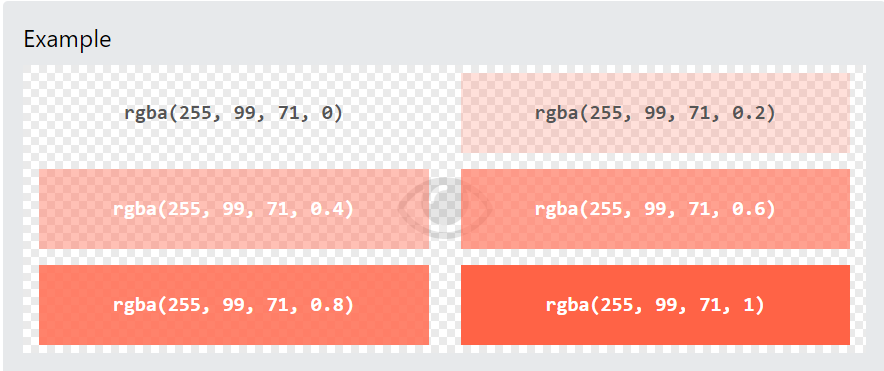 Example
rgba(255, 99, 71, 0)
rgba(255, 99, 71, 0.2)
rgba(255, 99, 71, 0.4)
rgba(255, 99, 71, 0.6)
rgba(255, 99, 71, 0.8)
rgba(255, 99, 71, 1)